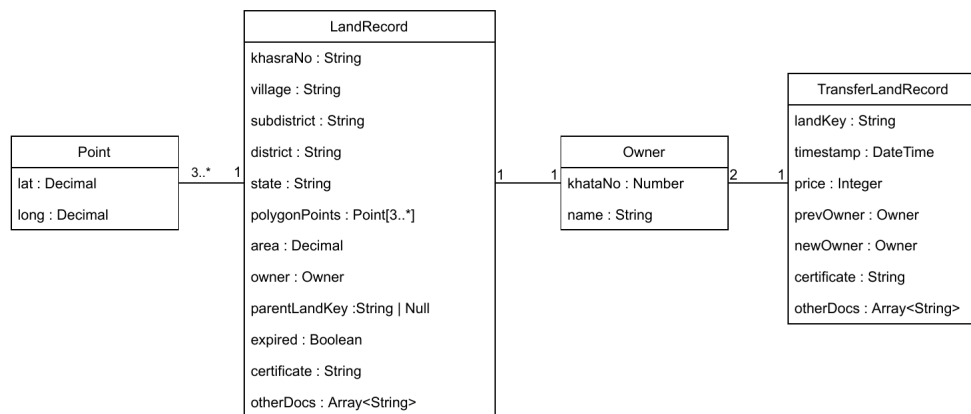 Point
lat : Decimal
long : Decimal
3..*
1
LandRecord
khasraNo : String
village : String
subdistrict : String
district : String
state : String
polygonPoints : Point[3..*]
area : Decimal
owner : Owner
parentLandKey :String | Null
expired : Boolean
certificate : String
otherDocs : Array<String>
1
1
Owner
khataNo : Number
name : String
2
1
TransferLandRecord
landKey : String
timestamp : DateTime
price : Integer
prevOwner : Owner
newOwner : Owner
certificate : String
otherDocs : Array<String>